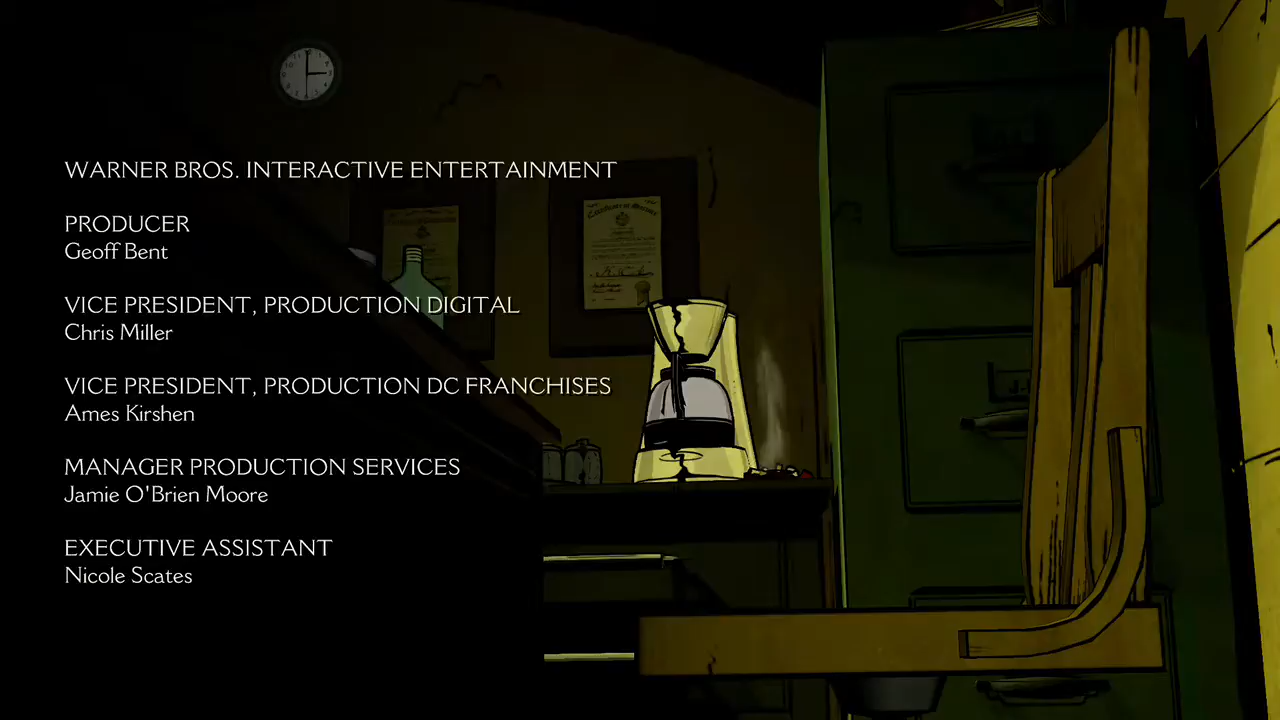 WARNER BROS. INTERACTIVE ENTERTAINMENT
PRODUCER
Geoff Bent
VICE PRESIDENT, PRODUCTION DIGITAL
Chris Miller
VICE PRESIDENT, PRODUCTION DC FRANCHISES
Ames Kirshen
MANAGER PRODUCTION SERVICES
Jamie O'Brien Moore
EXECUTIVE ASSISTANT
Nicole Scates